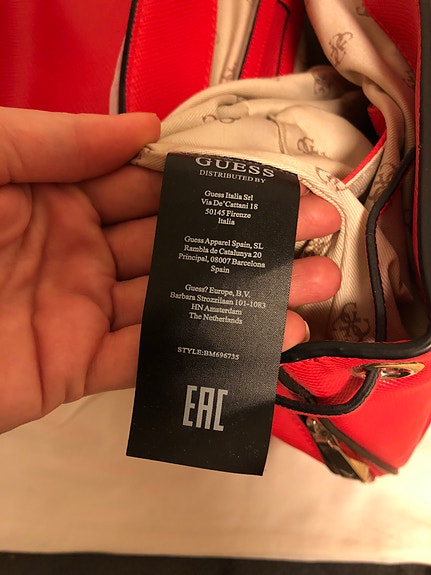 GUESS
DISTRIBUTED BY
Guess Italia Srl
Via De'Cattani 18
50145 Firenze
Italia
Guess Apparel Spain, SL
Rambla de Catalunya 20
Principal, 08007 Barcelona
Spain
Guess? Europe, B.V.
Barbara Strozzilaan 101-1083
HN Amsterdam
The Netherlands
STYLE:BM696735
EAC